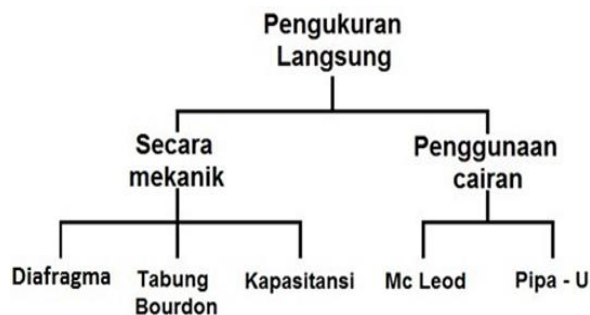 Pengukuran
Langsung
Secara
mekanik
Penggunaan
cairan
Diafragma
Tabung
Bourdon
Kapasitansi
Mc Leod
Pipa - U